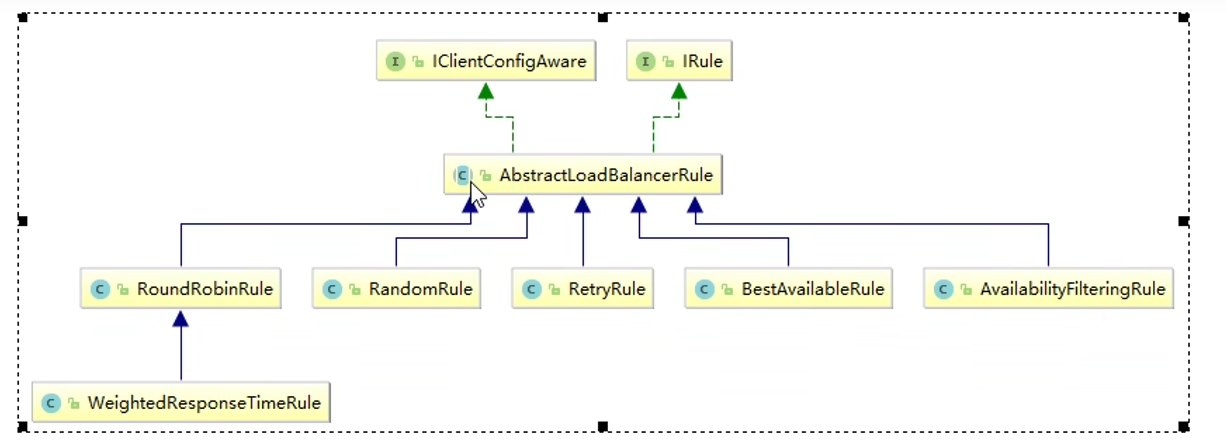 IClientConfigAware
IRule
AbstractLoadBalancerRule
RoundRobinRule
RandomRule
RetryRule
BestAvailableRule
AvailabilityFilteringRule
WeightedResponseTimeRule